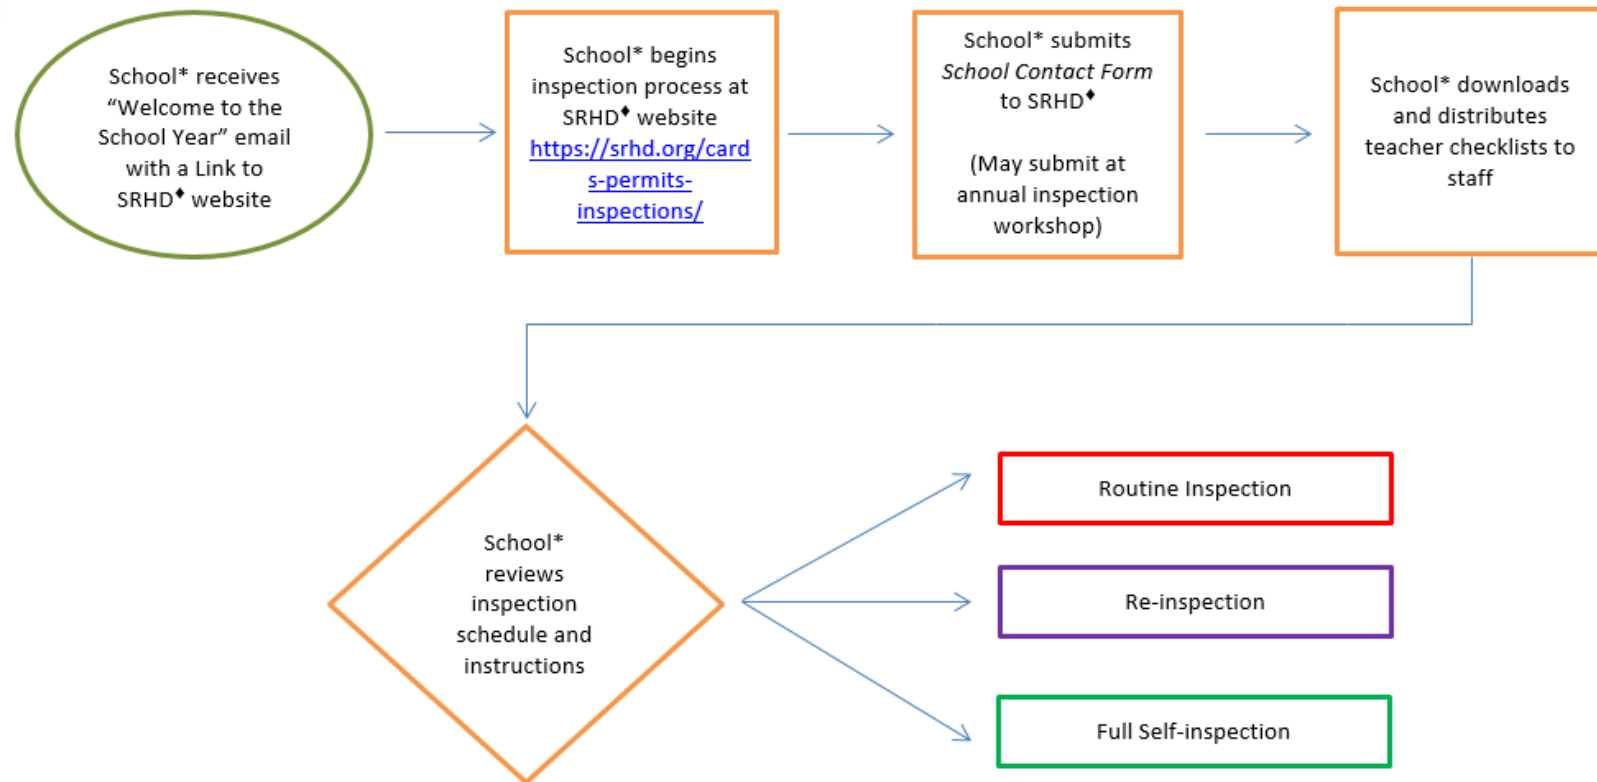 School* receives
“Welcome to the
School Year” email
with a Link to
SRHD♦ website
School* begins
inspection process at
SRHD♦ website
https://srhd.org/card
s-permits-
inspections/
School* submits
School Contact Form
to SRHD♦
(May submit at
annual inspection
workshop)
School* downloads
and distributes
teacher checklists to
staff
School*
reviews
inspection
schedule and
instructions
Routine Inspection
Re-inspection
Full Self-inspection